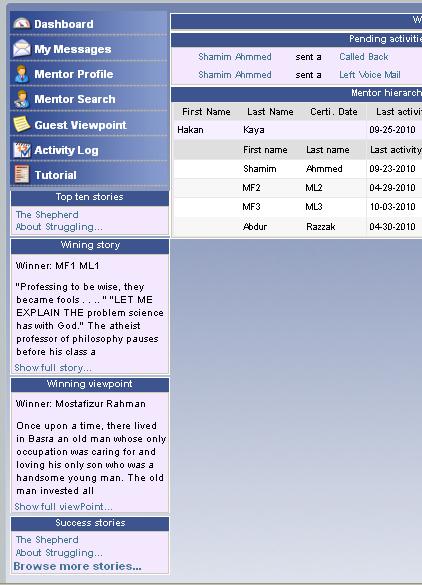 Dashboard
My Messages
Mentor Profile
Mentor Search
Guest Viewpoint
Activity Log
Tutorial
Top ten stories
The Shepherd
About Struggling...
Wining story
Winner: MF1 ML1
"Professing to be wise, they
became fools . . . ." "LET ME
EXPLAIN THE problem science
has with God." The atheist
professor of philosophy pauses
before his class a
Show full story...
Winning viewpoint
Winner: Mostafizur Rahman
Once upon a time, there lived
in Basra an old man whose only
occupation was caring for and
loving his only son who was a
handsome young man. The old
man invested all
Show full viewPoint...
Success stories
The Shepherd
About Struggling...
Browse more stories...
W
Pending activitie
Shamim Ahmmed sent a Called Back
Shamim Ahmmed sent a Left Voice Mail
Mentor hierarch
First Name Last Name Certi. Date Last activi
Hakan Kaya 09-25-2010
First name Last name Last activity
Shamim Ahmmed 09-23-2010
MF2 ML2 04-29-2010
MF3 ML3 10-03-2010
Abdur Razzak 04-30-2010